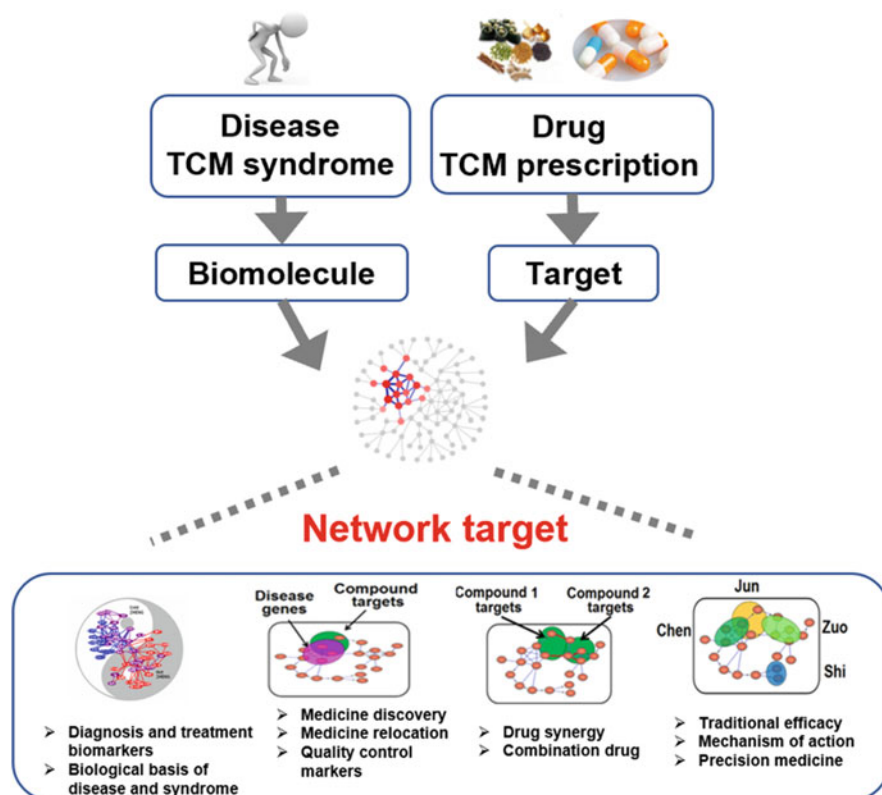 Disease
TCM syndrome
Drug
TCM prescription
Biomolecule
Target
Network target
Disease
genes
Compound
targets
Compound 1
targets
Compound 2
targets
Jun
Chen
Zuo
Shi
➢ Diagnosis and treatment
biomarkers
➢ Biological basis of
disease and syndrome
➢ Medicine discovery
➢ Medicine relocation
➢ Quality control
markers
➢ Drug synergy
➢ Combination drug
➢ Traditional efficacy
➢ Mechanism of action
➢ Precision medicine